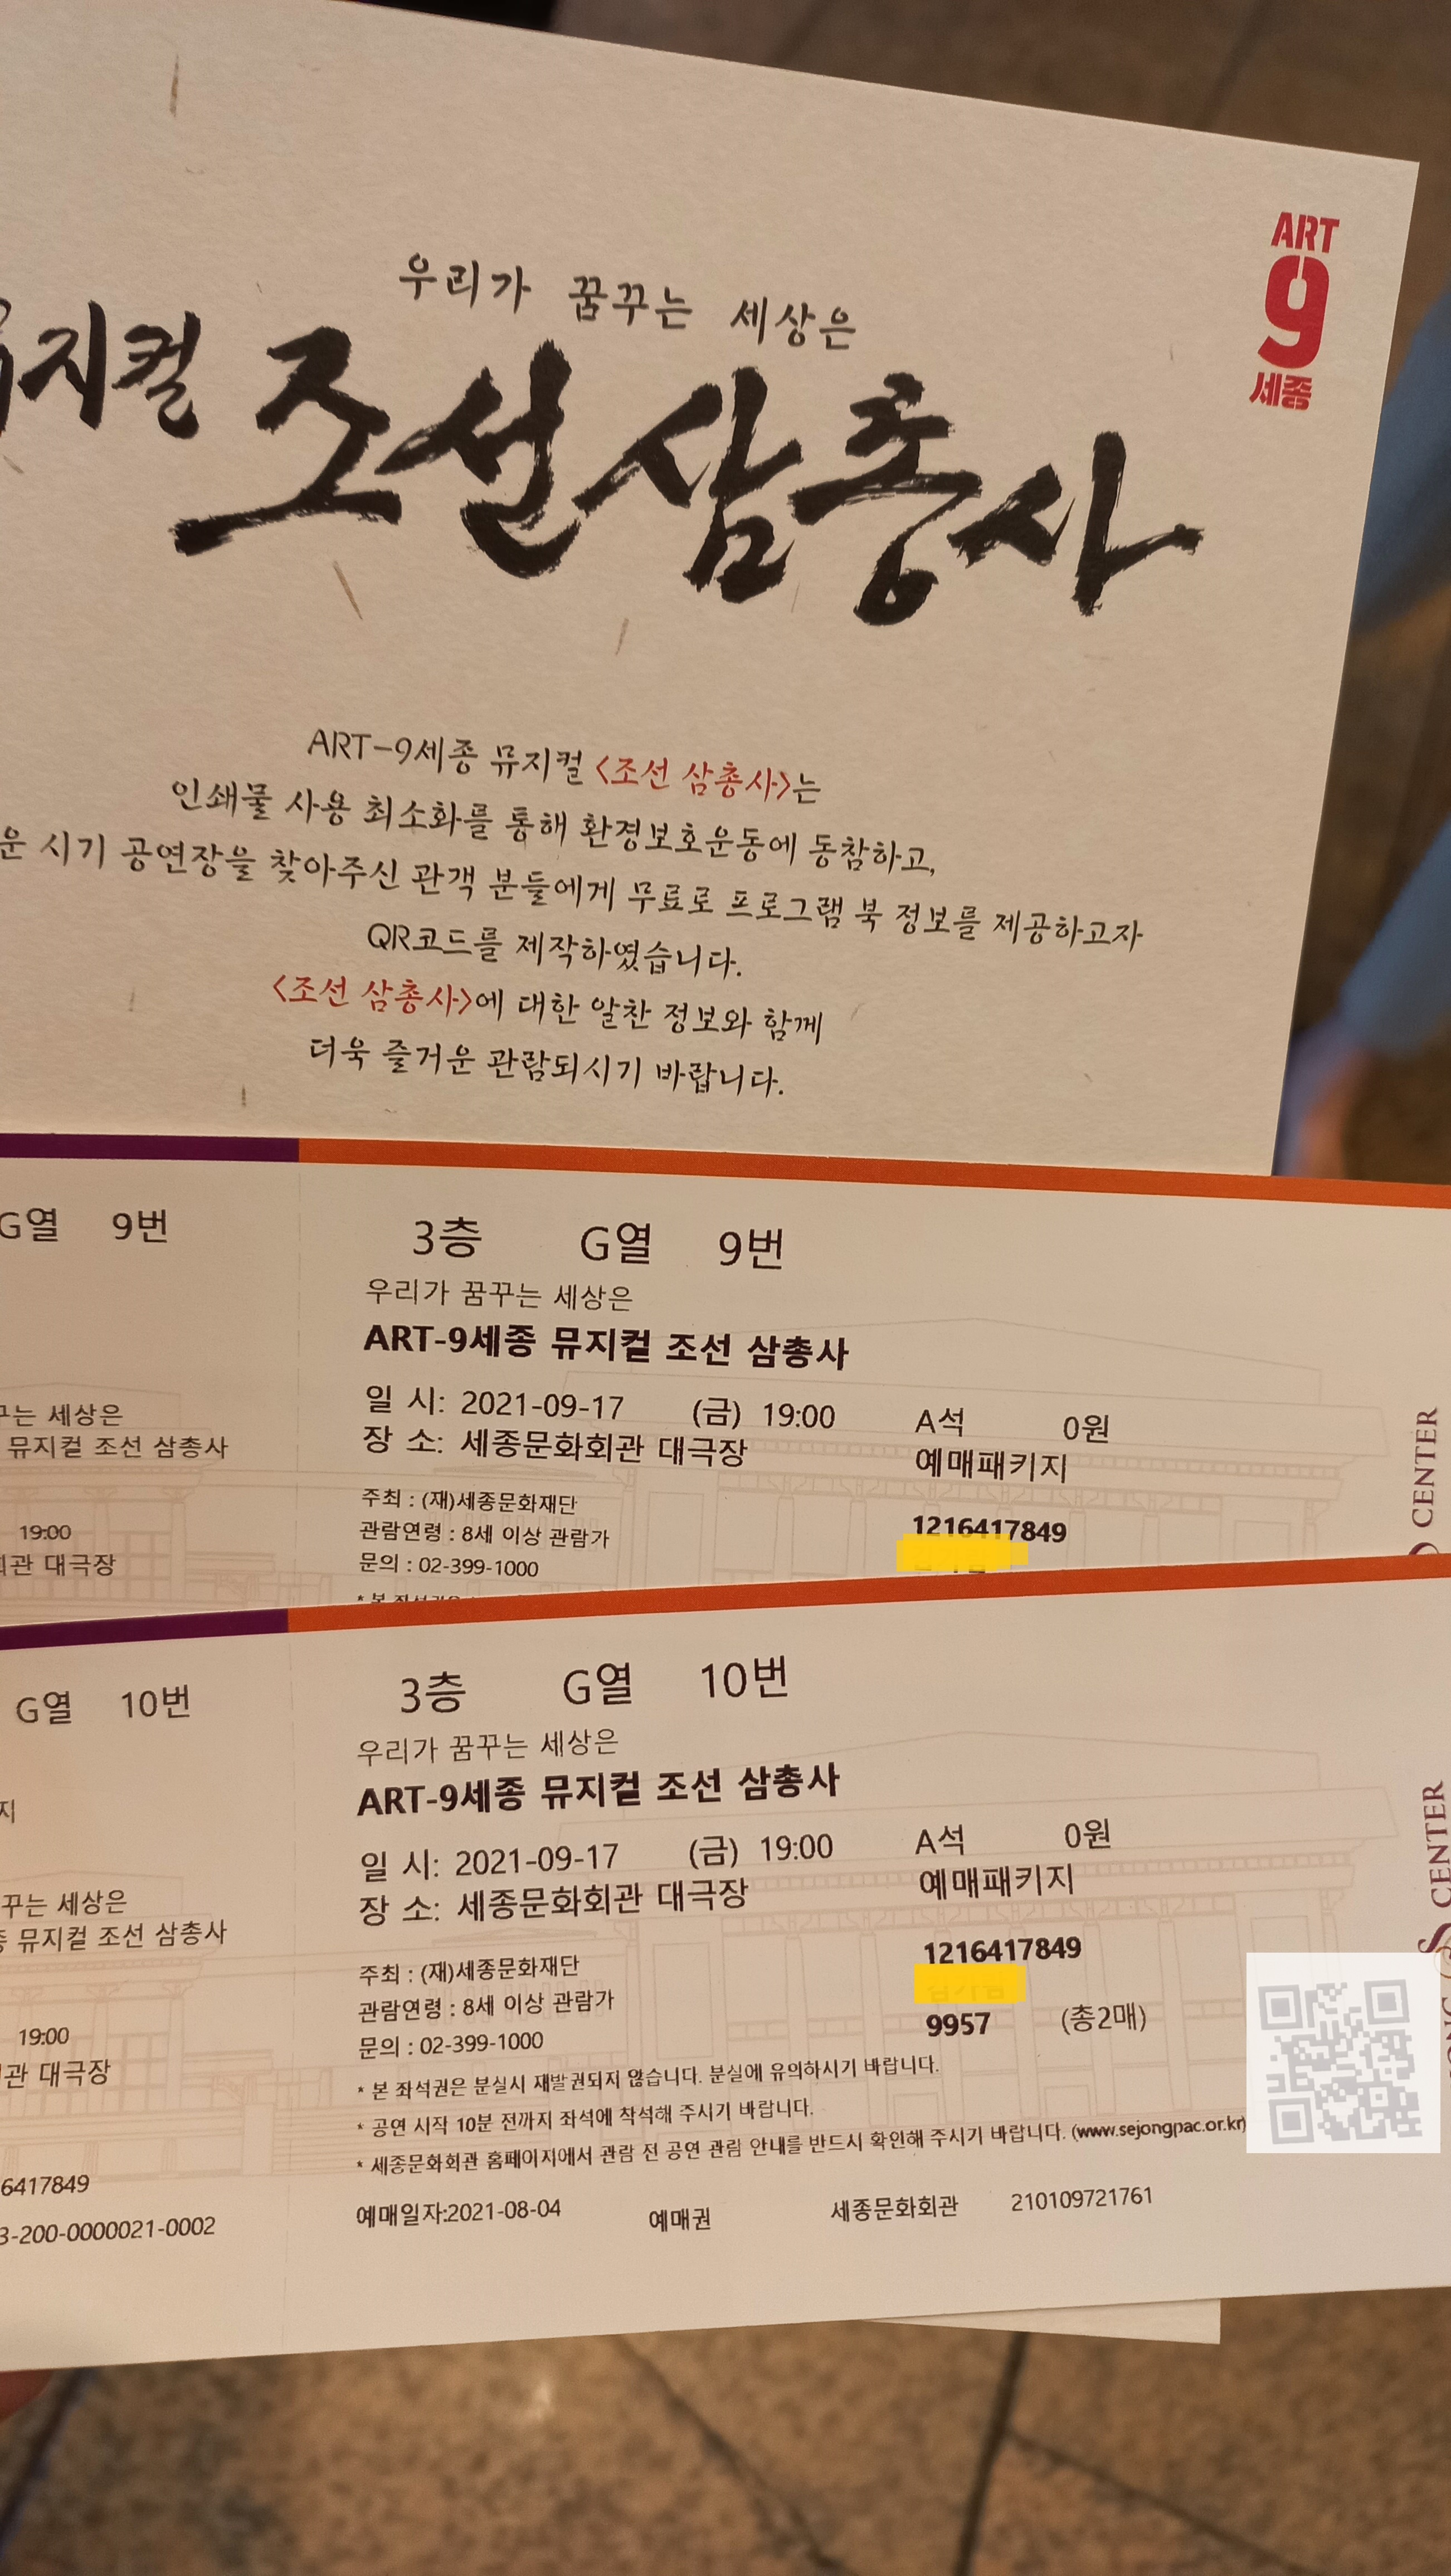 ART
9
세종
우리가 꿈꾸는 세상은
뮤지컬 조선삼총사
ART-9세종 뮤지컬 <조선 삼총사>는
인쇄물 사용 최소화를 통해 환경보호운동에 동참하고,
운 시기 공연장을 찾아주신 관객 분들에게 무료로 프로그램 북 정보를 제공하고자
QR코드를 제작하였습니다.
<조선 삼총사>에 대한 알찬 정보와 함께
더욱 즐거운 관람되시기 바랍니다.
G열 9번
꾸는 세상은
뮤지컬 조선 삼총사
19:00
회관 대극장
3층 G열 9번
우리가 꿈꾸는 세상은
ART-9세종 뮤지컬 조선 삼총사
일 시: 2021-09-17 (금) 19:00 A석 0원
장 소: 세종문화회관 대극장 예매패키지
주최 : (재)세종문화재단
관람연령 : 8세 이상 관람가 1216417849
문의 : 02-399-1000
CENTER
G열 10번
지
꾸는 세상은
종 뮤지컬 조선 삼총사
19:00
관 대극장
6417849
3-200-0000021-0002
3층 G열 10번
우리가 꿈꾸는 세상은
ART-9세종 뮤지컬 조선 삼총사
일 시: 2021-09-17 (금) 19:00 A석 0원
장 소: 세종문화회관 대극장 예매패키지
주최 : (재)세종문화재단 1216417849
관람연령 : 8세 이상 관람가
문의 : 02-399-1000 9957 (총2매)
* 본 좌석권은 분실시 재발권되지 않습니다. 분실에 유의하시기 바랍니다.
* 공연 시작 10분 전까지 좌석에 착석해 주시기 바랍니다.
* 세종문화회관 홈페이지에서 관람 전 공연 관림 안내를 반드시 확인해 주시기 바랍니다. (www.sejongpac.or.kr)
예매일자:2021-08-04 예매권 세종문화회관 210109721761
CENTER